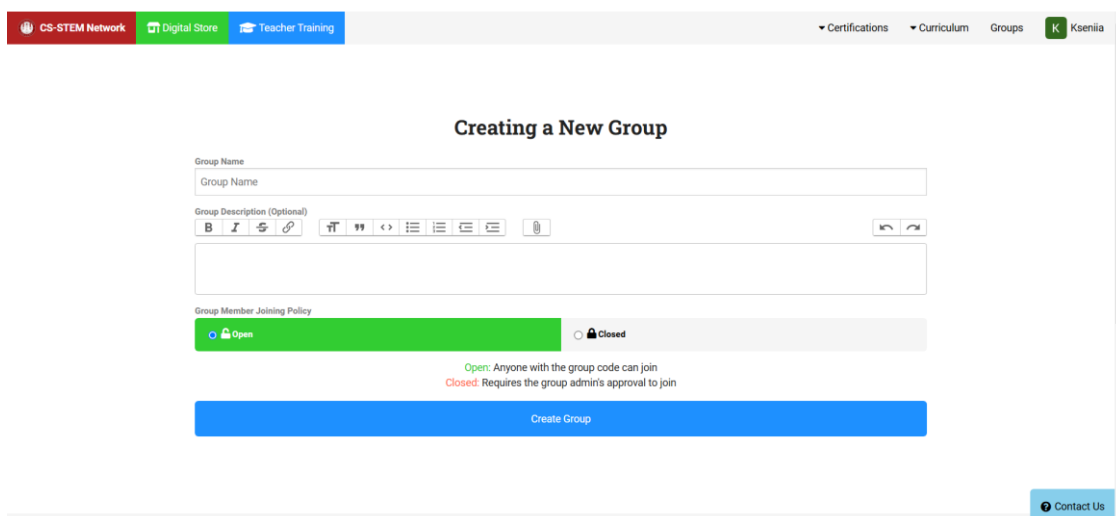 CS-STEM Network Digital Store Teacher Training Certifications Curriculum Groups K Kseniia
Creating a New Group
Group Name
Group Name
Group Description (Optional)
Group Member Joining Policy
Open Closed
Open: Anyone with the group code can join
Closed: Requires the group admin's approval to join
Create Group
Contact Us